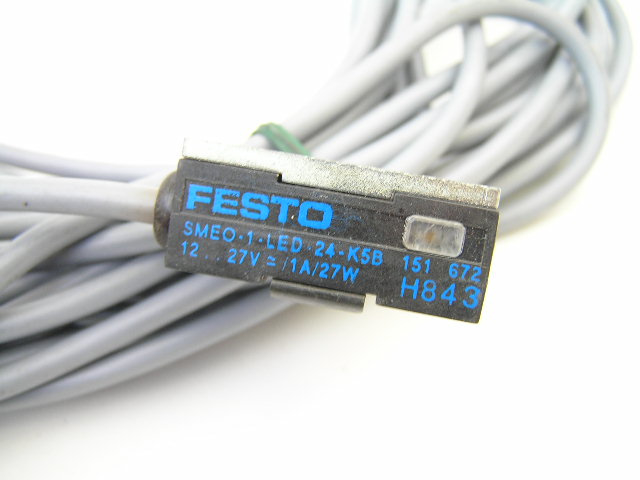 FESTO
SMEO-1-LED-24-K5B 151 672
12...27V ≂/1A/27W H843